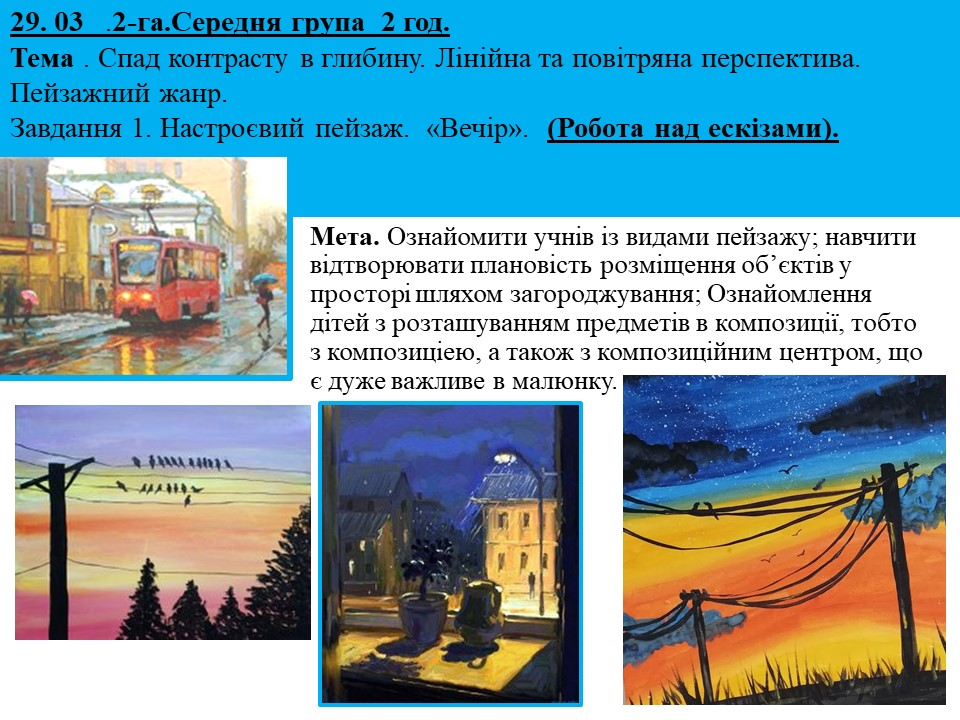 29. 03 .2-га.Середня група 2 год.
Тема . Спад контрасту в глибину. Лінійна та повітряна перспектива.
Пейзажний жанр.
Завдання 1. Настроєвий пейзаж. «Вечір». (Робота над ескізами).
Мета. Ознайомити учнів із видами пейзажу; навчити
відтворювати плановість розміщення об’єктів у
просторі шляхом загороджування; Ознайомлення
дітей з розташуванням предметів в композиції, тобто
з композицією, а також з композиційним центром, що
є дуже важливе в малюнку.